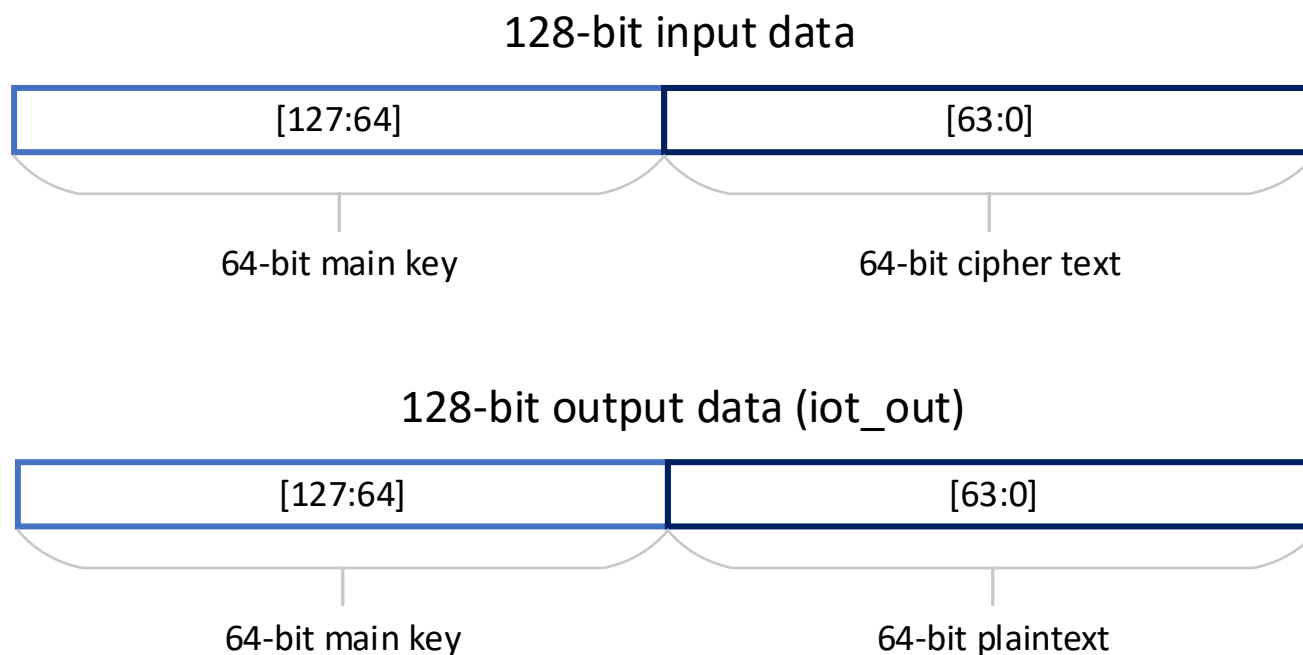 128-bit input data
[127:64] [63:0]
64-bit main key 64-bit cipher text
128-bit output data (iot_out)
[127:64] [63:0]
64-bit main key 64-bit plaintext